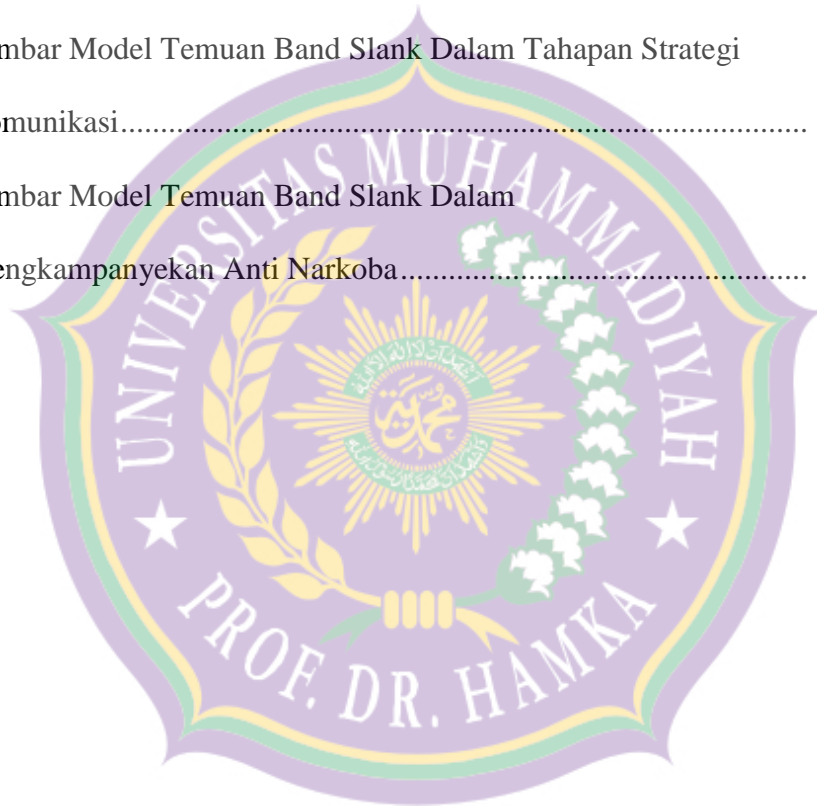 mbar Model Temuan Band Slank Dalam Tahapan Strategi
omunikasi..........................................................................................
mbar Model Temuan Band Slank Dalam
engkampanyekan Anti Narkoba.....................................................
UNIVERSITAS MUHAMMADIYAH
محمدية
PROF. DR. HAMKA